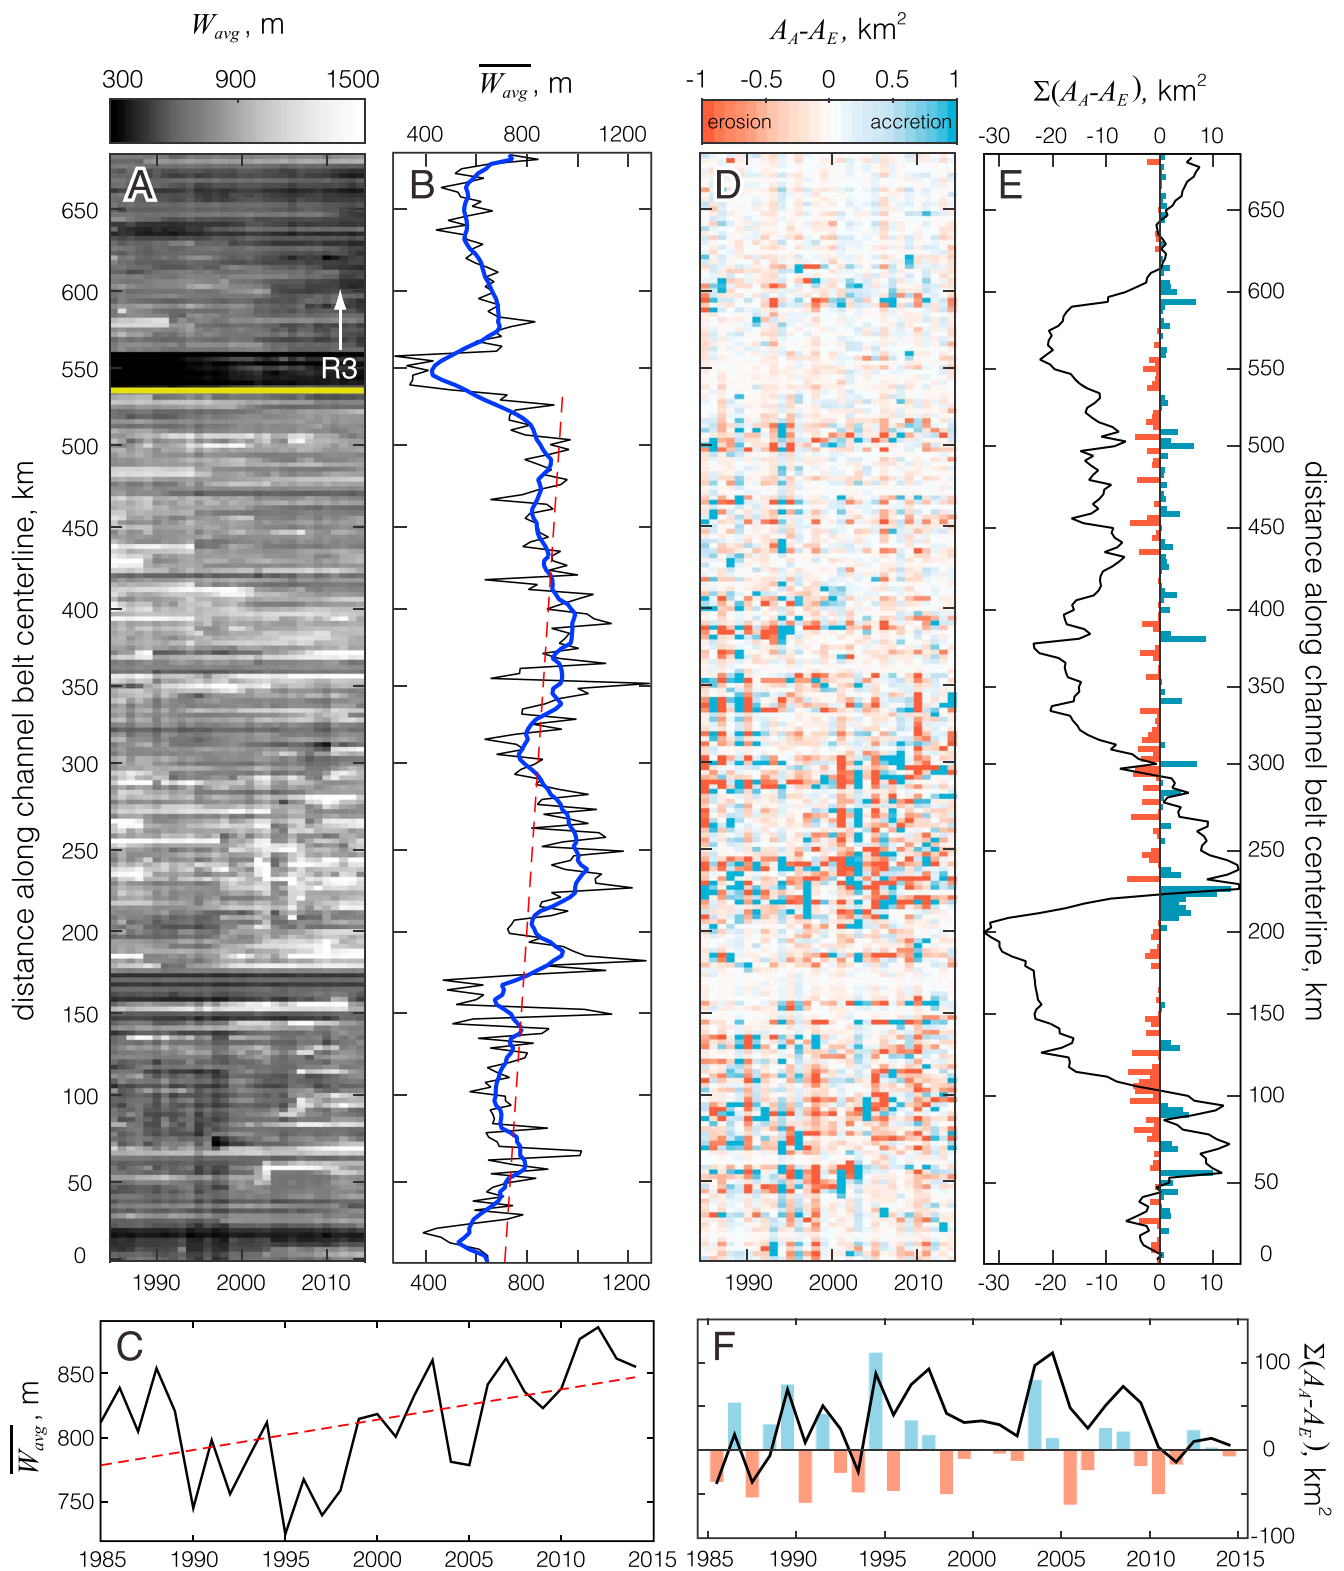 W_avg, m
300 900 1500
W_avg, m
400 800 1200
A_A-A_E, km²
-1 -0.5 0 0.5 1
erosion accretion
Σ(A_A-A_E), km²
-30 -20 -10 0 10
A
B
D
E
R3
distance along channel belt centerline, km
650
600
550
500
450
400
350
300
250
200
150
100
50
0
1990 2000 2010
400 800 1200
1990 2000 2010
-30 -20 -10 0 10
650
600
550
500
450
400
350
300
250
200
150
100
50
0
distance along channel belt centerline, km
C
W_avg, m
850
800
750
1985 1990 1995 2000 2005 2010 2015
F
100
0
-100
Σ(A_A-A_E), km²
1985 1990 1995 2000 2005 2010 2015